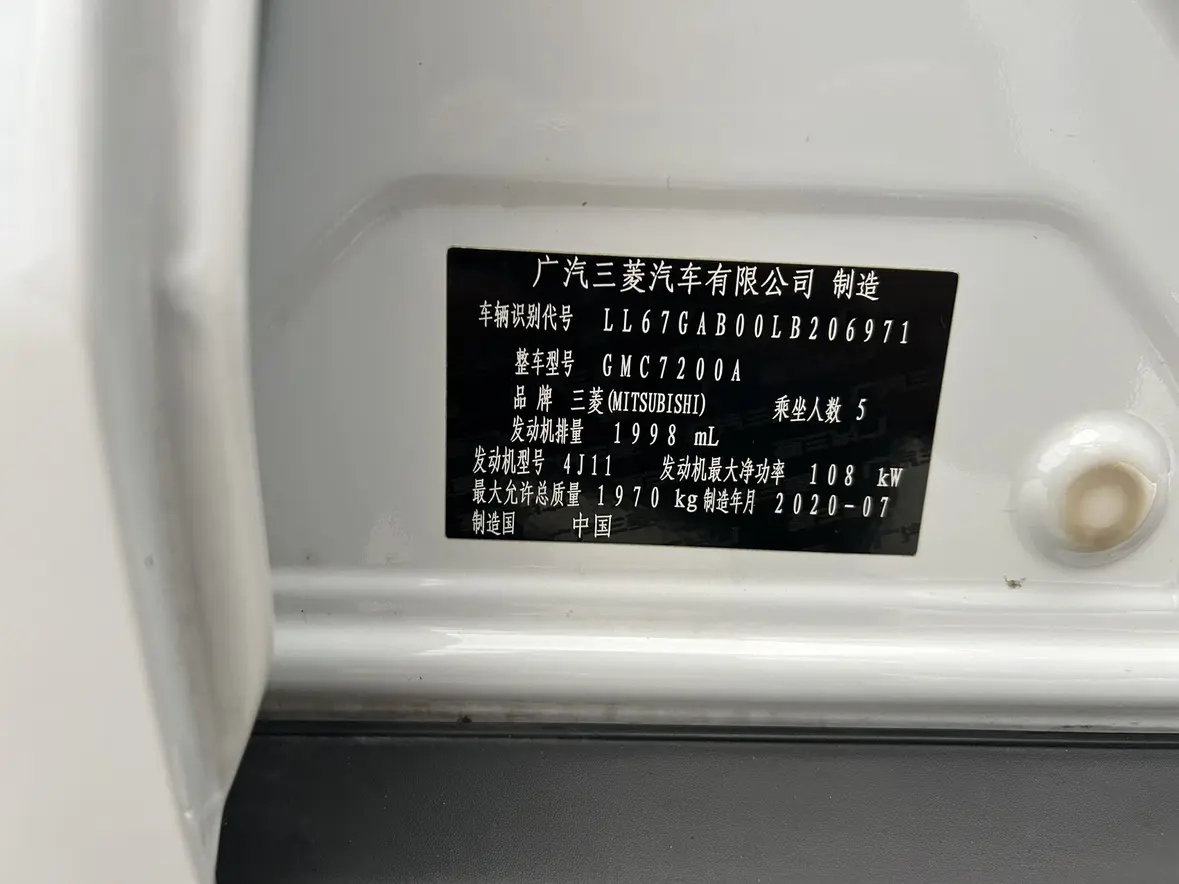 广汽三菱汽车有限公司 制造
车辆识别代号 LL67GAB00LB206971
整车型号 GMC7200A
品 牌 三菱(MITSUBISHI) 乘坐人数 5
发动机排量 1998 mL
发动机型号 4J11 发动机最大净功率 108 kW
最大允许总质量 1970 kg 制造年月 2020-07
制造国 中国